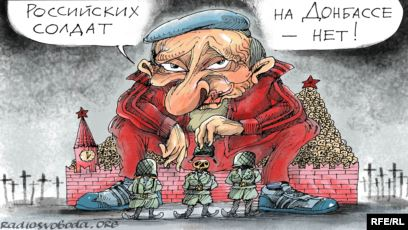 Российских
солдат
на Донбассе
– нет!
radiosvoboda.org
RFE/RL